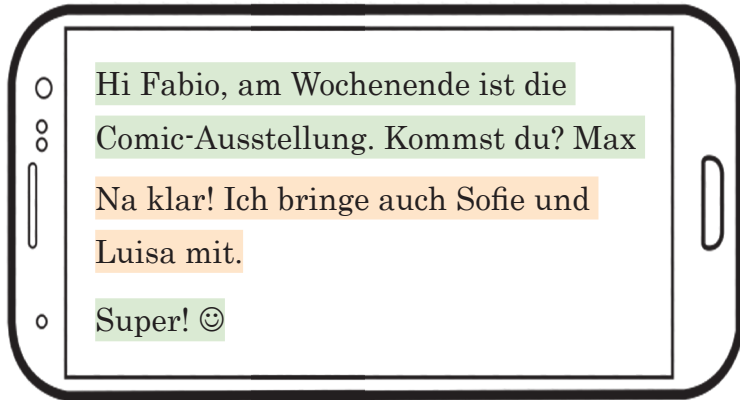 Hi Fabio, am Wochenende ist die
Comic-Ausstellung. Kommst du? Max
Na klar! Ich bringe auch Sofie und
Luisa mit.
Super! ☺